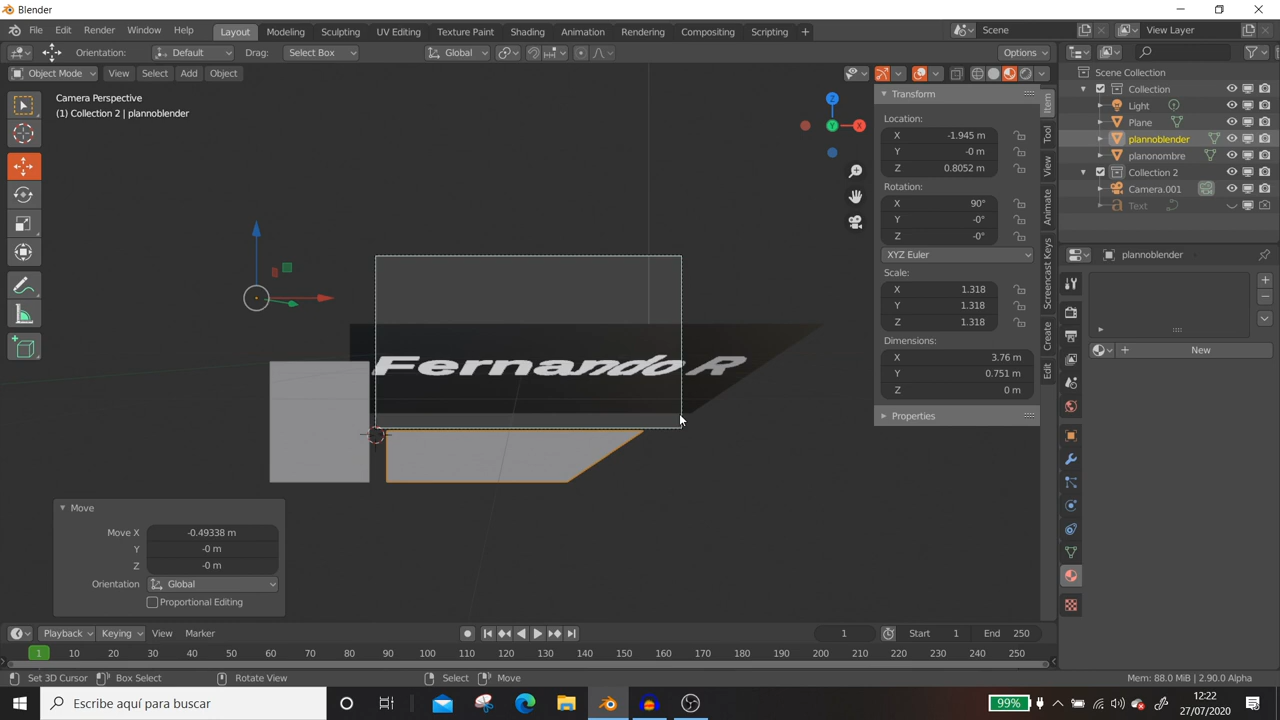 Blender
File Edit Render Window Help
Layout Modeling Sculpting UV Editing Texture Paint Shading Animation Rendering Compositing Scripting +
Scene
View Layer
Orientation: Default Drag: Select Box
Global
Options
Object Mode View Select Add Object
Camera Perspective
(1) Collection 2 | plannoblender
Z
Y
X
Fernando R
Transform
Location:
X -1.945 m
Y -0 m
Z 0.8052 m
Rotation:
X 90°
Y -0°
Z -0°
XYZ Euler
Scale:
X 1.318
Y 1.318
Z 1.318
Dimensions:
X 3.76 m
Y 0.751 m
Z 0 m
Properties
Item
Tool
View
Animate
Screencast Keys
Create
Edit
Scene Collection
Collection
Light
Plane
plannoblender
planonombre
Collection 2
Camera.001
Text
plannoblender
New
Move
Move X -0.49338 m
Y -0 m
Z -0 m
Orientation Global
Proportional Editing
Playback Keying View Marker
1 Start 1 End 250
1 10 20 30 40 50 60 70 80 90 100 110 120 130 140 150 160 170 180 190 200 210 220 230 240 250
Set 3D Cursor Box Select Rotate View Select Move
Mem: 88.0 MiB | 2.90.0 Alpha
Escribe aquí para buscar
99%
12:22
27/07/2020